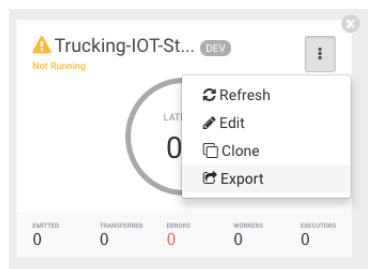 Trucking-IOT-St... DEV
Not Running
Refresh
Edit
Clone
Export
LAT
0
EMITTED TRANSFERRED ERRORS WORKERS EXECUTORS
0 0 0 0 0